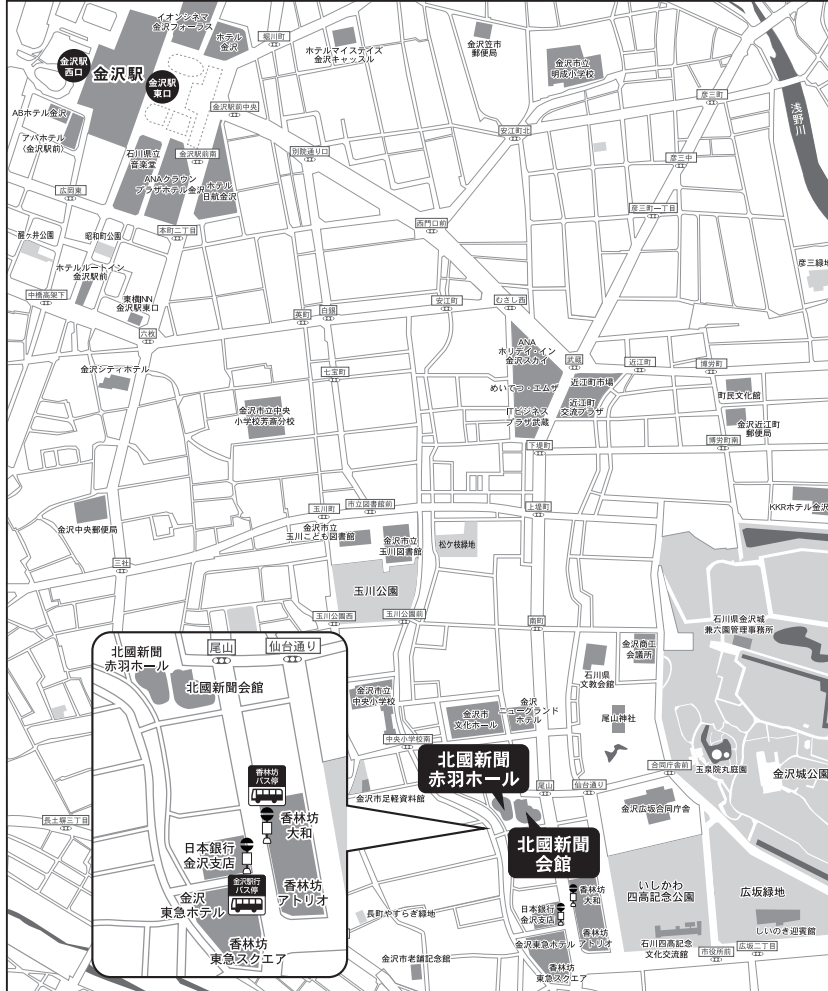 イオンシネマ
金沢フォーラス
ホテル
金沢
堀川町
ホテルマイステイズ
金沢キャッスル
金沢笠市
郵便局
金沢市立
明成小学校
浅野川
金沢駅
西口
金沢駅
金沢駅
東口
彦三町
ABホテル金沢
金沢駅前中央
アパホテル
〈金沢駅前〉
安江町北
石川県立
音楽堂
金沢駅前南
別院通り口
彦三中
ANAクラウン
プラザホテル金沢
ホテル
日航金沢
広岡東
彦三町一丁目
醒ヶ井公園
昭和町公園
本町二丁目
西門口前
ホテルルートイン
金沢駅前
彦三緑地
中橋高架下
東横INN
金沢駅東口
安江町
むさし西
英町
白銀
六枚
ANA
ホリデイ・イン
金沢スカイ
武蔵
近江町
博労町
金沢シティホテル
七宝町
めいてつ・エムザ
近江町市場
町民文化館
金沢市立中央
小学校芳斎分校
ITビジネス
プラザ武蔵
近江町
交流プラザ
金沢近江町
郵便局
下堤町
博労町南
金沢中央郵便局
玉川町
市立図書館前
上堤町
KKRホテル金沢
金沢市立
玉川こども図書館
金沢市立
玉川図書館
松ケ枝緑地
三社
玉川公園
玉川公園西
玉川公園前
南町
石川県金沢城
兼六園管理事務所
金沢商工
会議所
石川県
文教会館
北國新聞
赤羽ホール
尾山
仙台通り
北國新聞会館
金沢市立
中央小学校
金沢市
文化ホール
金沢
ニューグランド
ホテル
尾山神社
中央小学校南
玉泉院丸庭園
金沢城公園
合同庁舎前
北國新聞
赤羽ホール
尾山
仙台通り
金沢市足軽資料館
金沢広坂合同庁舎
長土塀三丁目
香林坊
バス停
香林坊
大和
日本銀行
金沢支店
北國新聞
会館
金沢駅行
バス停
金沢
東急ホテル
香林坊
アトリオ
香林坊
東急スクエア
香林坊
大和
いしかわ
四高記念公園
広坂緑地
長町やすらぎ緑地
日本銀行
金沢支店
しいのき迎賓館
金沢東急ホテル
香林坊
アトリオ
石川四高記念
文化交流館
市役所前
広坂二丁目
金沢市老舗記念館
香林坊
東急スクエア